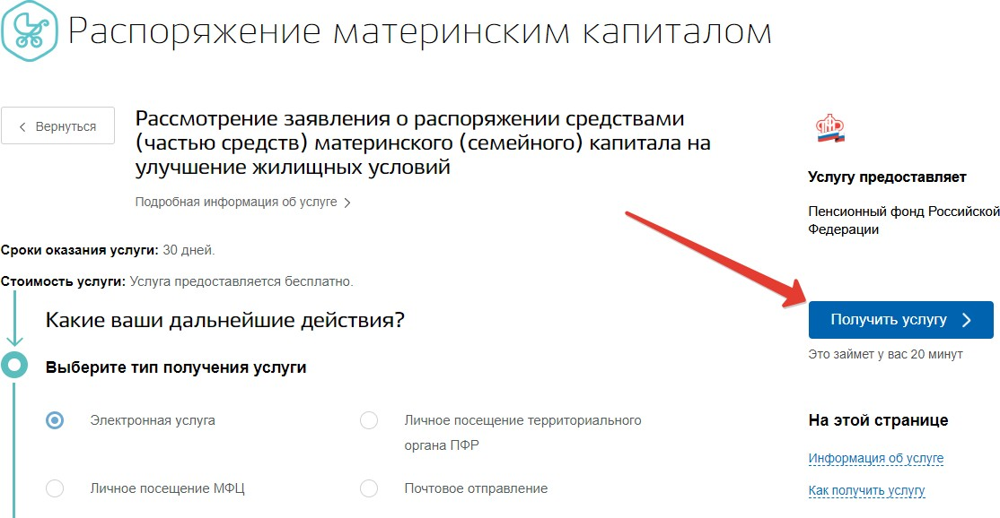 Распоряжение материнским капиталом
Вернуться
Рассмотрение заявления о распоряжении средствами
(частью средств) материнского (семейного) капитала на
улучшение жилищных условий
Подробная информация об услуге
Услугу предоставляет
Пенсионный фонд Российской
Федерации
Сроки оказания услуги: 30 дней.
Стоимость услуги: Услуга предоставляется бесплатно.
Какие ваши дальнейшие действия?
Получить услугу
Это займет у вас 20 минут
Выберите тип получения услуги
Электронная услуга
Личное посещение территориального
органа ПФР
Личное посещение МФЦ
Почтовое отправление
На этой странице
Информация об услуге
Как получить услугу